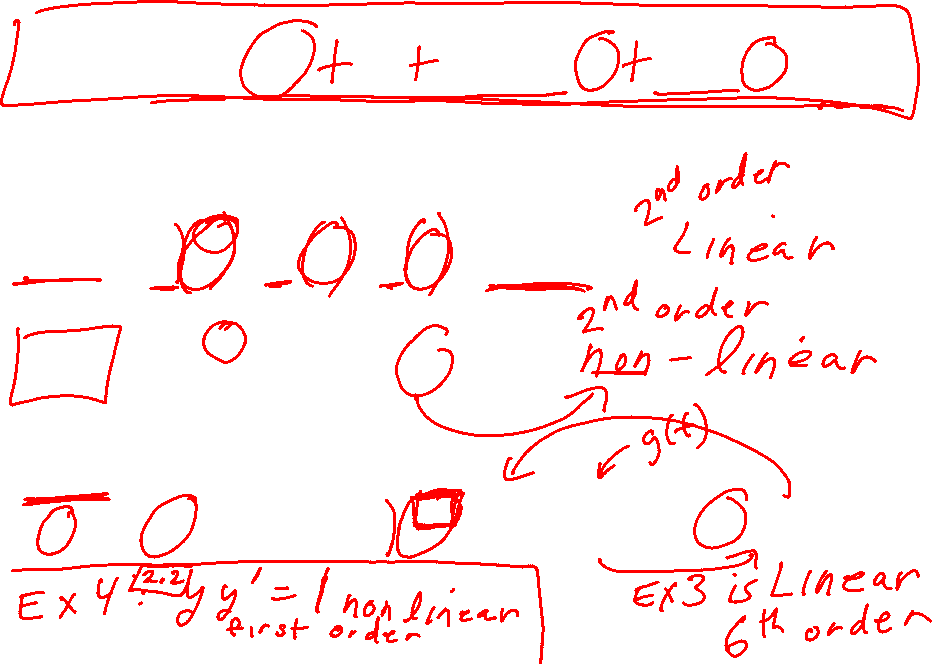 + + +
2nd order
Linear
2nd order
non-linear
g(t)
Ex 4 2.2 y y' = 1 non linear
first order
Ex3 is Linear
6th order